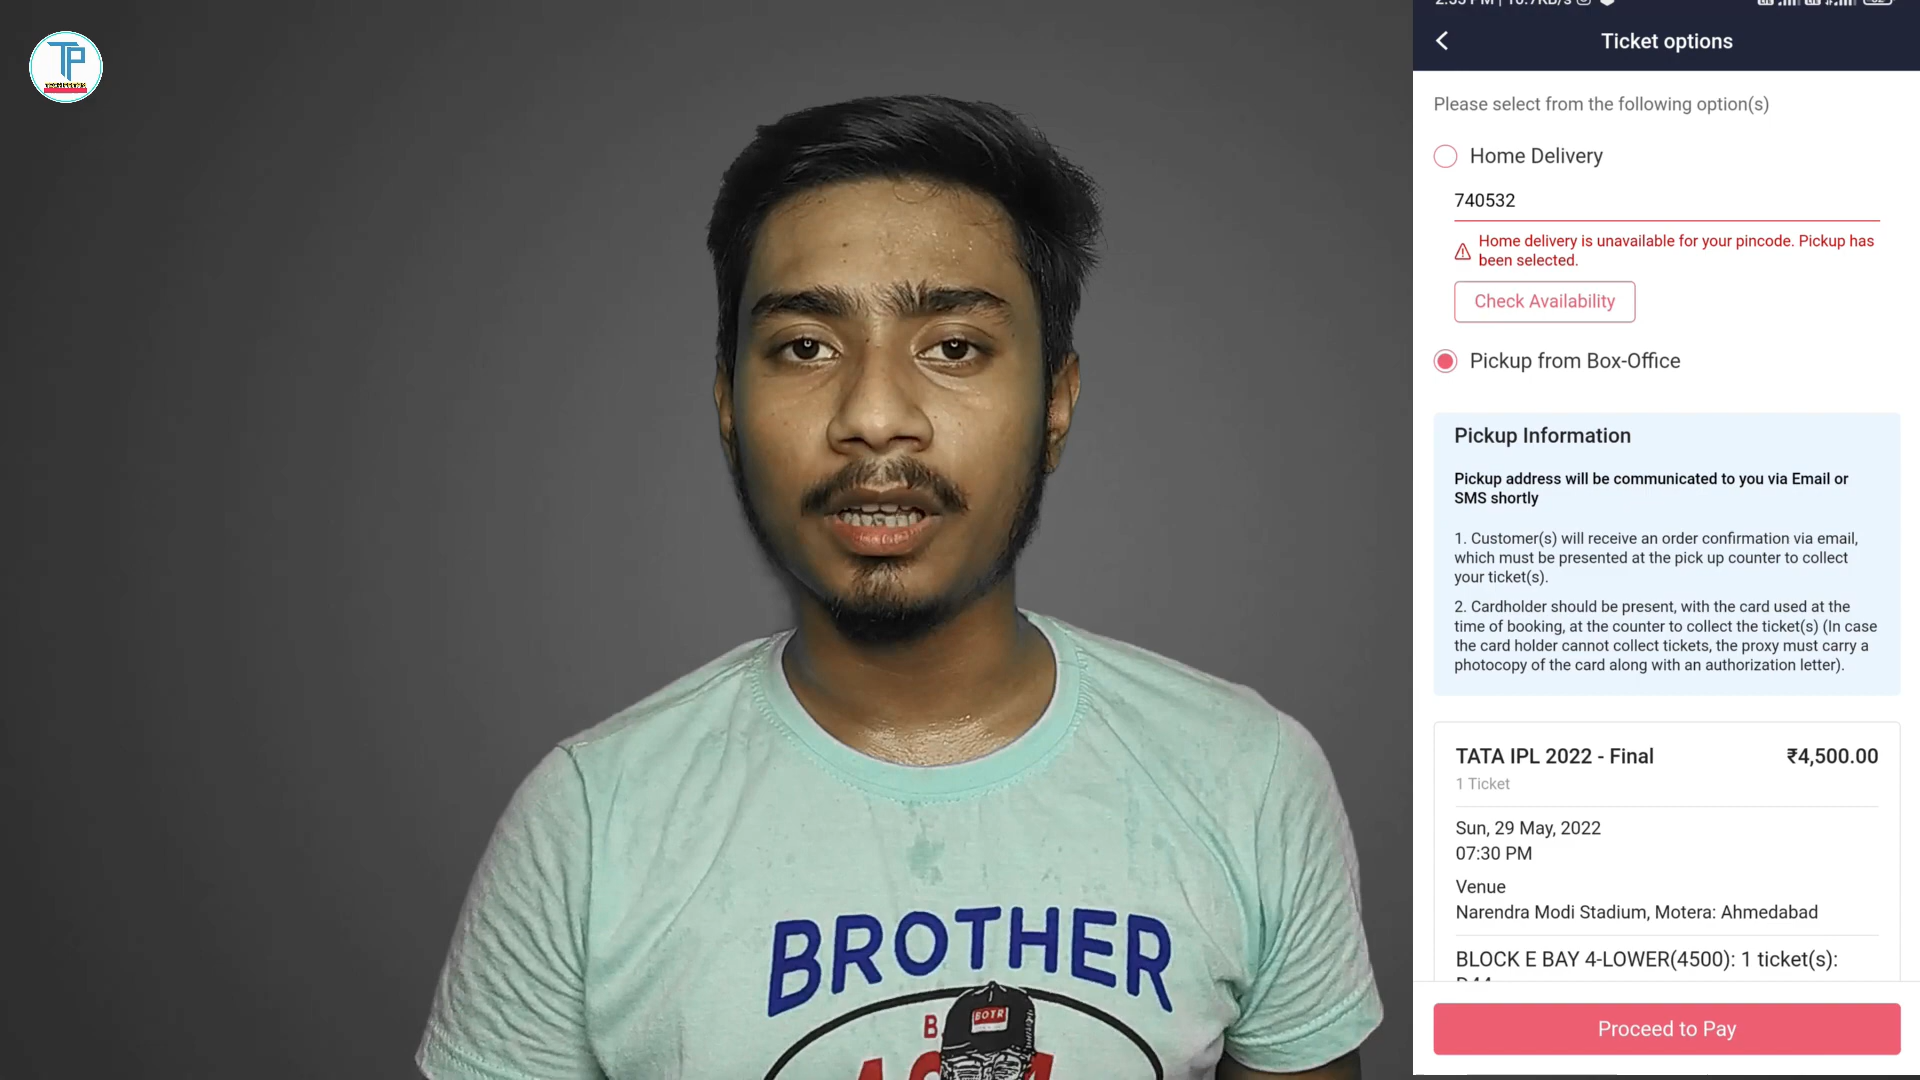 TP
Ticket options
Please select from the following option(s)
Home Delivery
740532
Home delivery is unavailable for your pincode. Pickup has
been selected.
Check Availability
Pickup from Box-Office
Pickup Information
Pickup address will be communicated to you via Email or
SMS shortly
1. Customer(s) will receive an order confirmation via email,
which must be presented at the pick up counter to collect
your ticket(s).
2. Cardholder should be present, with the card used at the
time of booking, at the counter to collect the ticket(s) (In case
the card holder cannot collect tickets, the proxy must carry a
photocopy of the card along with an authorization letter).
TATA IPL 2022 - Final ₹4,500.00
1 Ticket
Sun, 29 May, 2022
07:30 PM
Venue
Narendra Modi Stadium, Motera: Ahmedabad
BLOCK E BAY 4-LOWER(4500): 1 ticket(s):
Proceed to Pay
BROTHER
BOTR